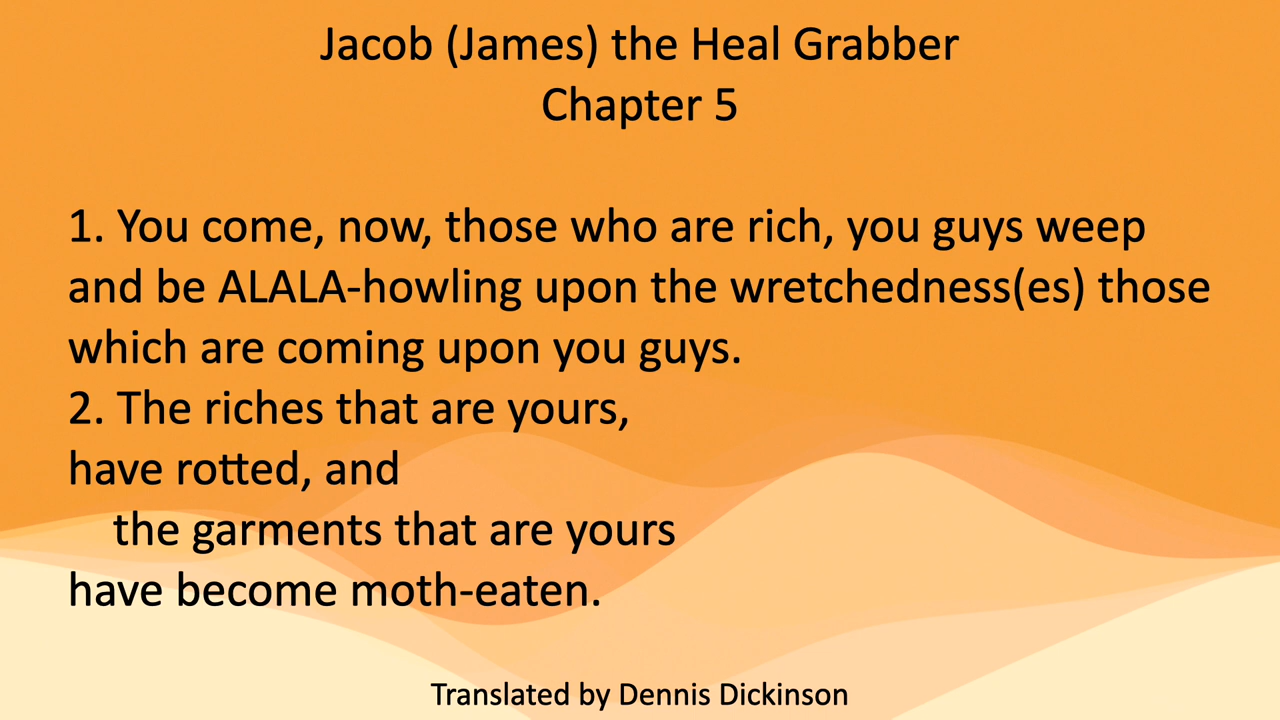 Jacob (James) the Heal Grabber
Chapter 5
1. You come, now, those who are rich, you guys weep
and be ALALA-howling upon the wretchedness(es) those
which are coming upon you guys.
2. The riches that are yours,
have rotted, and
the garments that are yours
have become moth-eaten.
Translated by Dennis Dickinson